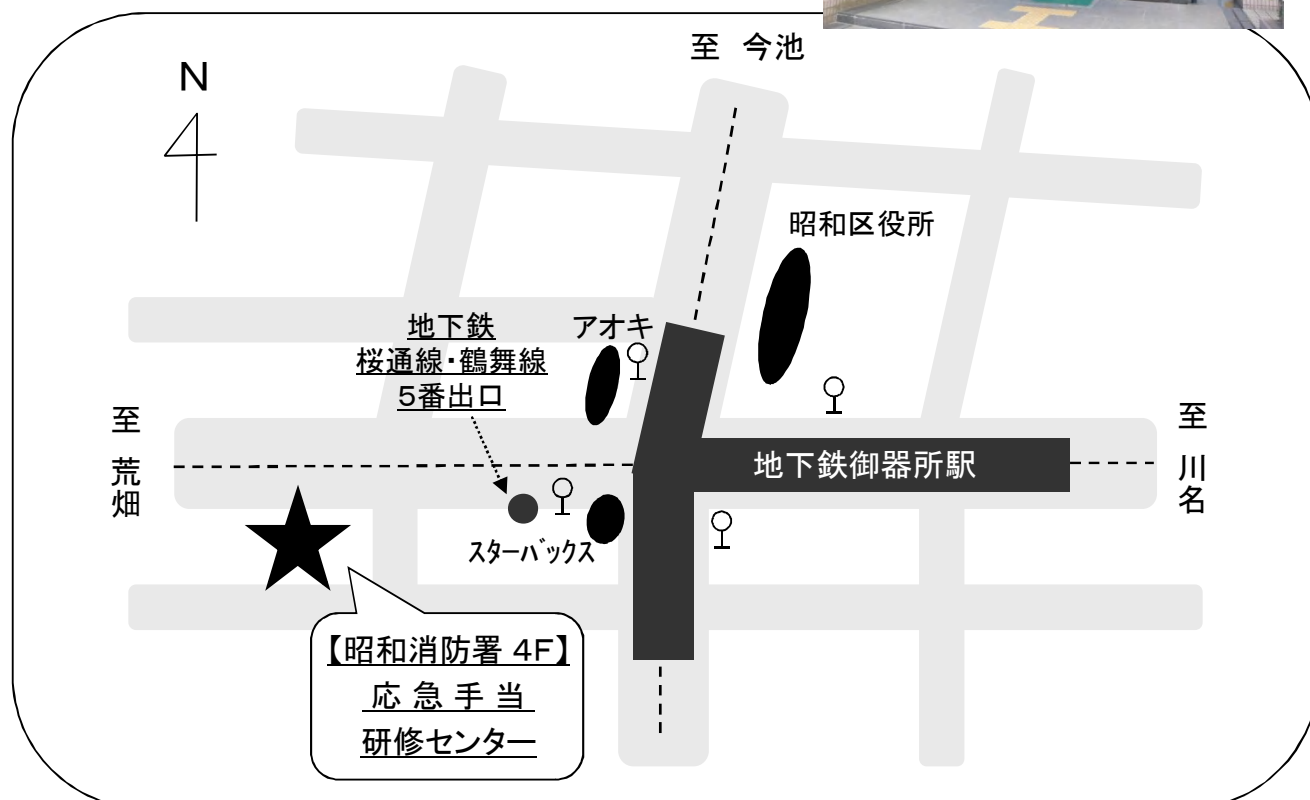 至 今池
N
昭和区役所
地下鉄
桜通線・鶴舞線
5番出口
アオキ
至 荒畑
至 川名
地下鉄御器所駅
スターバックス
【昭和消防署 4F】
応 急 手 当
研修センター